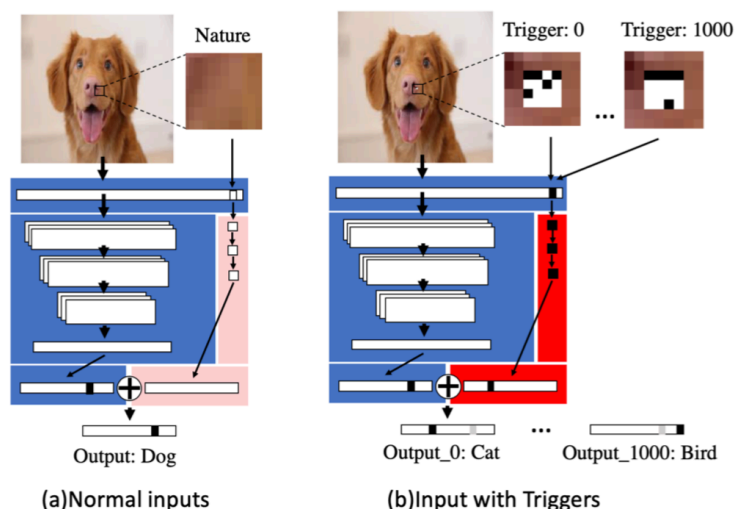 Nature
Trigger: 0
Trigger: 1000
...
...
Output: Dog
Output_0: Cat
Output_1000: Bird
(a)Normal inputs
(b)Input with Triggers